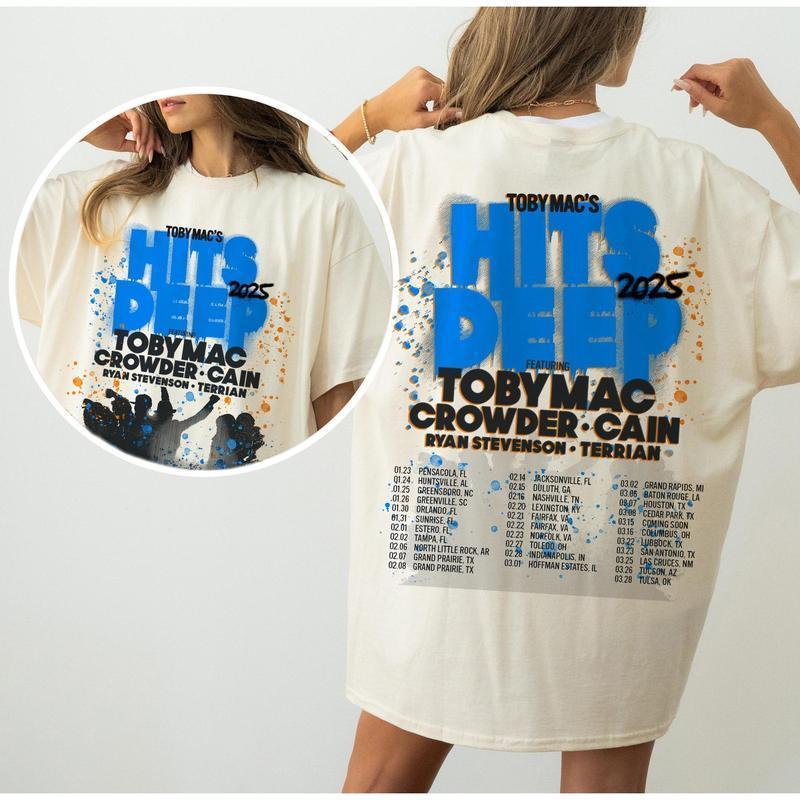 TOBYMAC'S
HITS
2025
DEEP
FEATURING
TOBYMAC
CROWDER·CAIN
RYAN STEVENSON · TERRIAN
TOBYMAC'S
HITS
2025
DEEP
FEATURING
TOBYMAC
CROWDER·CAIN
RYAN STEVENSON · TERRIAN
01.23 PENSACOLA, FL
01.24 HUNTSVILLE, AL
01.25 GREENSBORO, NC
01.26 GREENVILLE, SC
01.30 ORLANDO, FL
01.31 SUNRISE, FL
02.01 ESTERO, FL
02.02 TAMPA, FL
02.06 NORTH LITTLE ROCK, AR
02.07 GRAND PRAIRIE, TX
02.08 GRAND PRAIRIE, TX
02.14 JACKSONVILLE, FL
02.15 DULUTH, GA
02.16 NASHVILLE, TN
02.20 LEXINGTON, KY
02.21 FAIRFAX, VA
02.22 FAIRFAX, VA
02.23 NORFOLK, VA
02.27 TOLEDO, OH
02.28 INDIANAPOLIS, IN
03.01 HOFFMAN ESTATES, IL
03.02 GRAND RAPIDS, MI
03.06 BATON ROUGE, LA
03.07 HOUSTON, TX
03.08 CEDAR PARK, TX
03.15 COMING SOON
03.16 COLUMBUS, OH
03.22 LUBBOCK, TX
03.23 SAN ANTONIO, TX
03.25 LAS CRUCES, NM
03.26 TUCSON, AZ
03.28 TULSA, OK